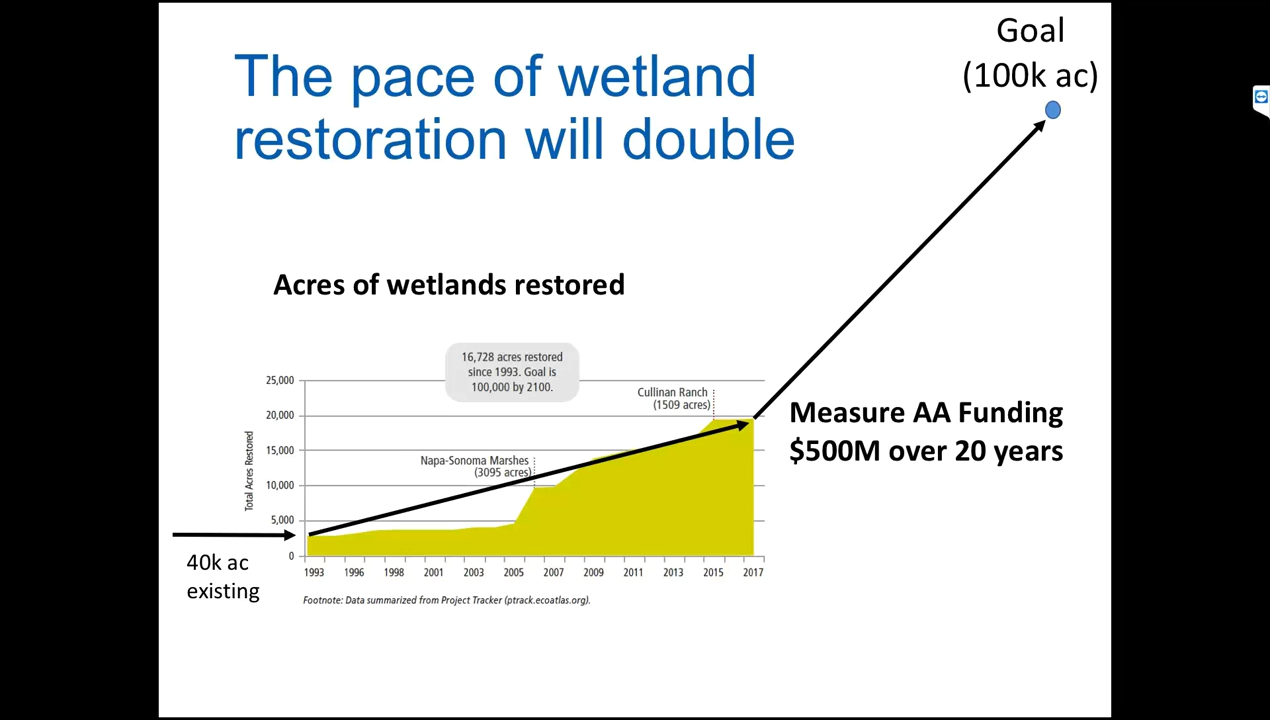 Goal
(100k ac)
The pace of wetland
restoration will double
Acres of wetlands restored
16,728 acres restored
since 1993. Goal is
100,000 by 2100.
25,000
20,000
15,000
10,000
5,000
0
Total Acres Restored
Cullinan Ranch
(1509 acres)
Napa-Sonoma Marshes
(3095 acres)
Measure AA Funding
$500M over 20 years
40k ac
existing
1993 1996 1998 2001 2003 2005 2007 2009 2011 2013 2015 2017
Footnote: Data summarized from Project Tracker (ptrack.ecoatlas.org).